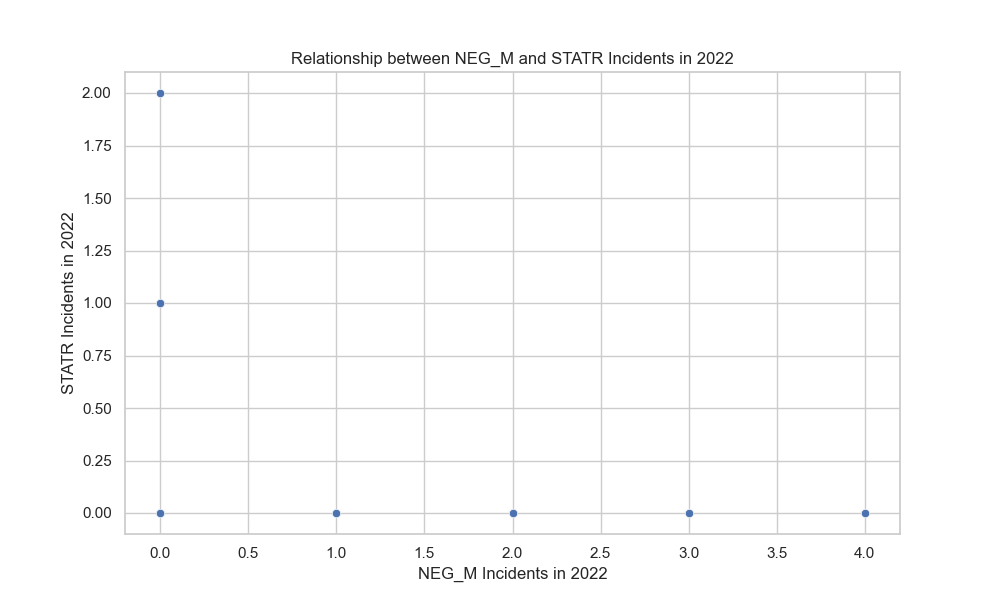 Relationship between NEG_M and STATR Incidents in 2022
2.00
1.75
1.50
1.25
1.00
0.75
0.50
0.25
0.00
STATR Incidents in 2022
0.0 0.5 1.0 1.5 2.0 2.5 3.0 3.5 4.0
NEG_M Incidents in 2022